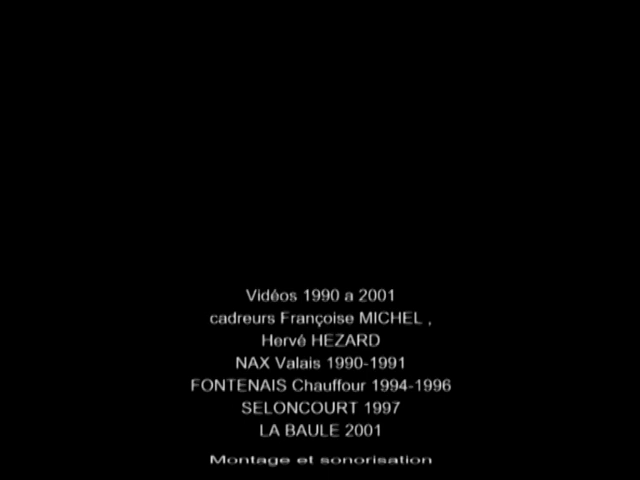 Vidéos 1990 a 2001
cadreurs Françoise MICHEL ,
Hervé HEZARD
NAX Valais 1990-1991
FONTENAIS Chauffour 1994-1996
SELONCOURT 1997
LA BAULE 2001
Montage et sonorisation